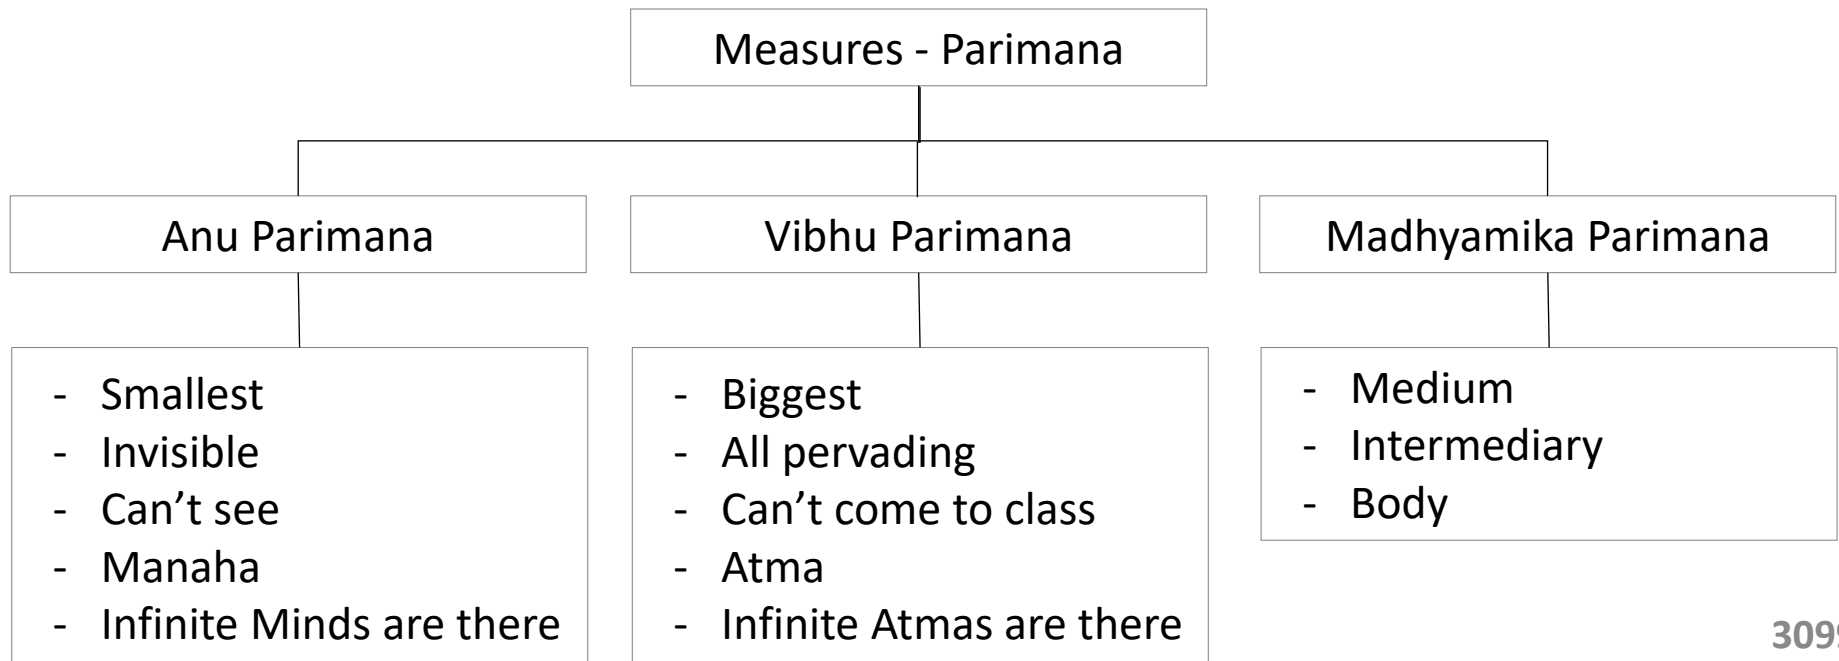 Measures - Parimana
Anu Parimana
Vibhu Parimana
Madhyamika Parimana
- Smallest
- Invisible
- Can't see
- Manaha
- Infinite Minds are there
- Biggest
- All pervading
- Can't come to class
- Atma
- Infinite Atmas are there
- Medium
- Intermediary
- Body
3099